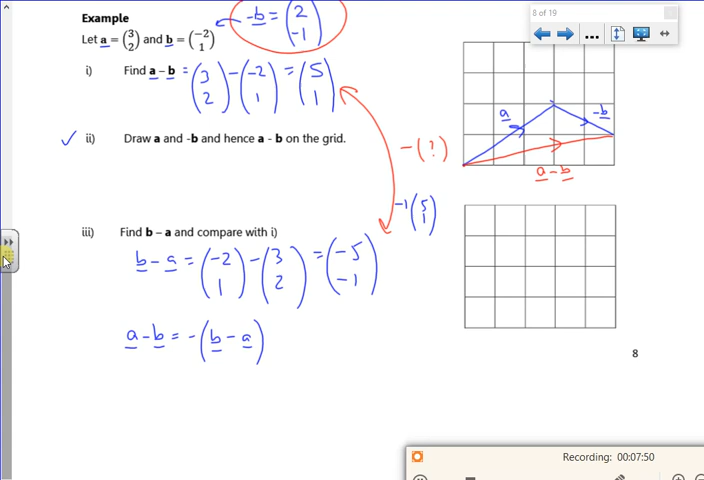 8 of 19
Example
-b = (2 -1)
Let a = (3 2) and b = (-2 1)
i) Find a - b = (3 2) - (-2 1) = (5 1)
a
-b
a - b
ii) Draw a and -b and hence a - b on the grid.
-(?)
-1(5 1)
iii) Find b – a and compare with i)
b - a = (-2 1) - (3 2) = (-5 -1)
a - b = -(b - a)
8
Recording: 00:07:50